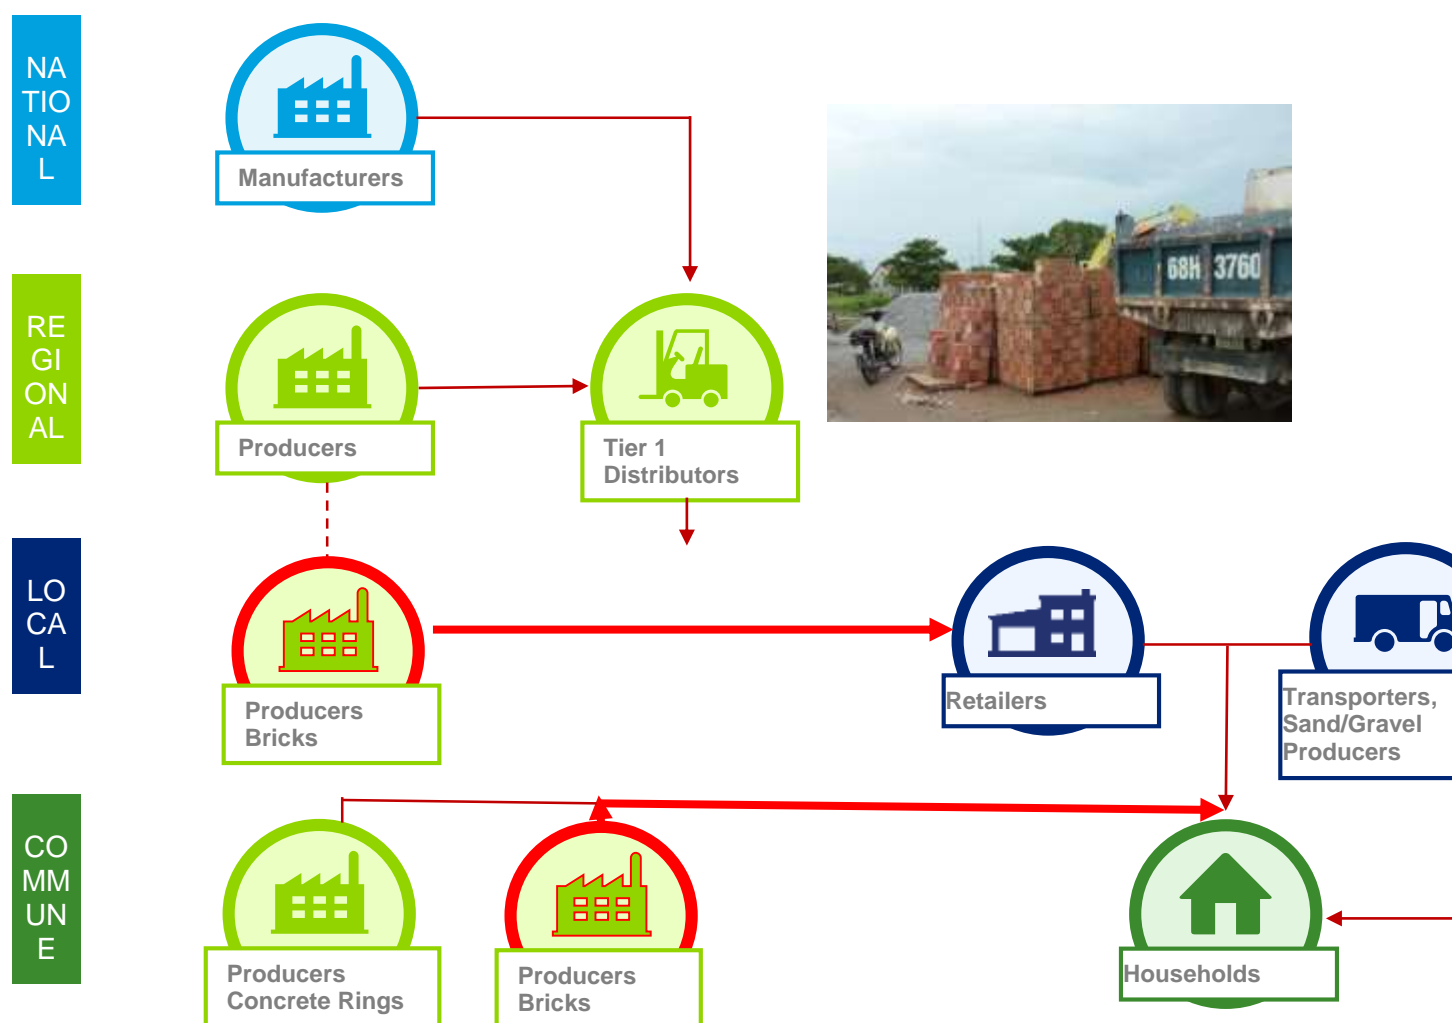 NA
TIO
NA
L
Manufacturers
68H 3760
RE
GI
ON
AL
Producers
Tier 1
Distributors
LO
CA
L
Producers
Bricks
Retailers
Transporters,
Sand/Gravel
Producers
CO
MM
UN
E
Producers
Concrete Rings
Producers
Bricks
Households